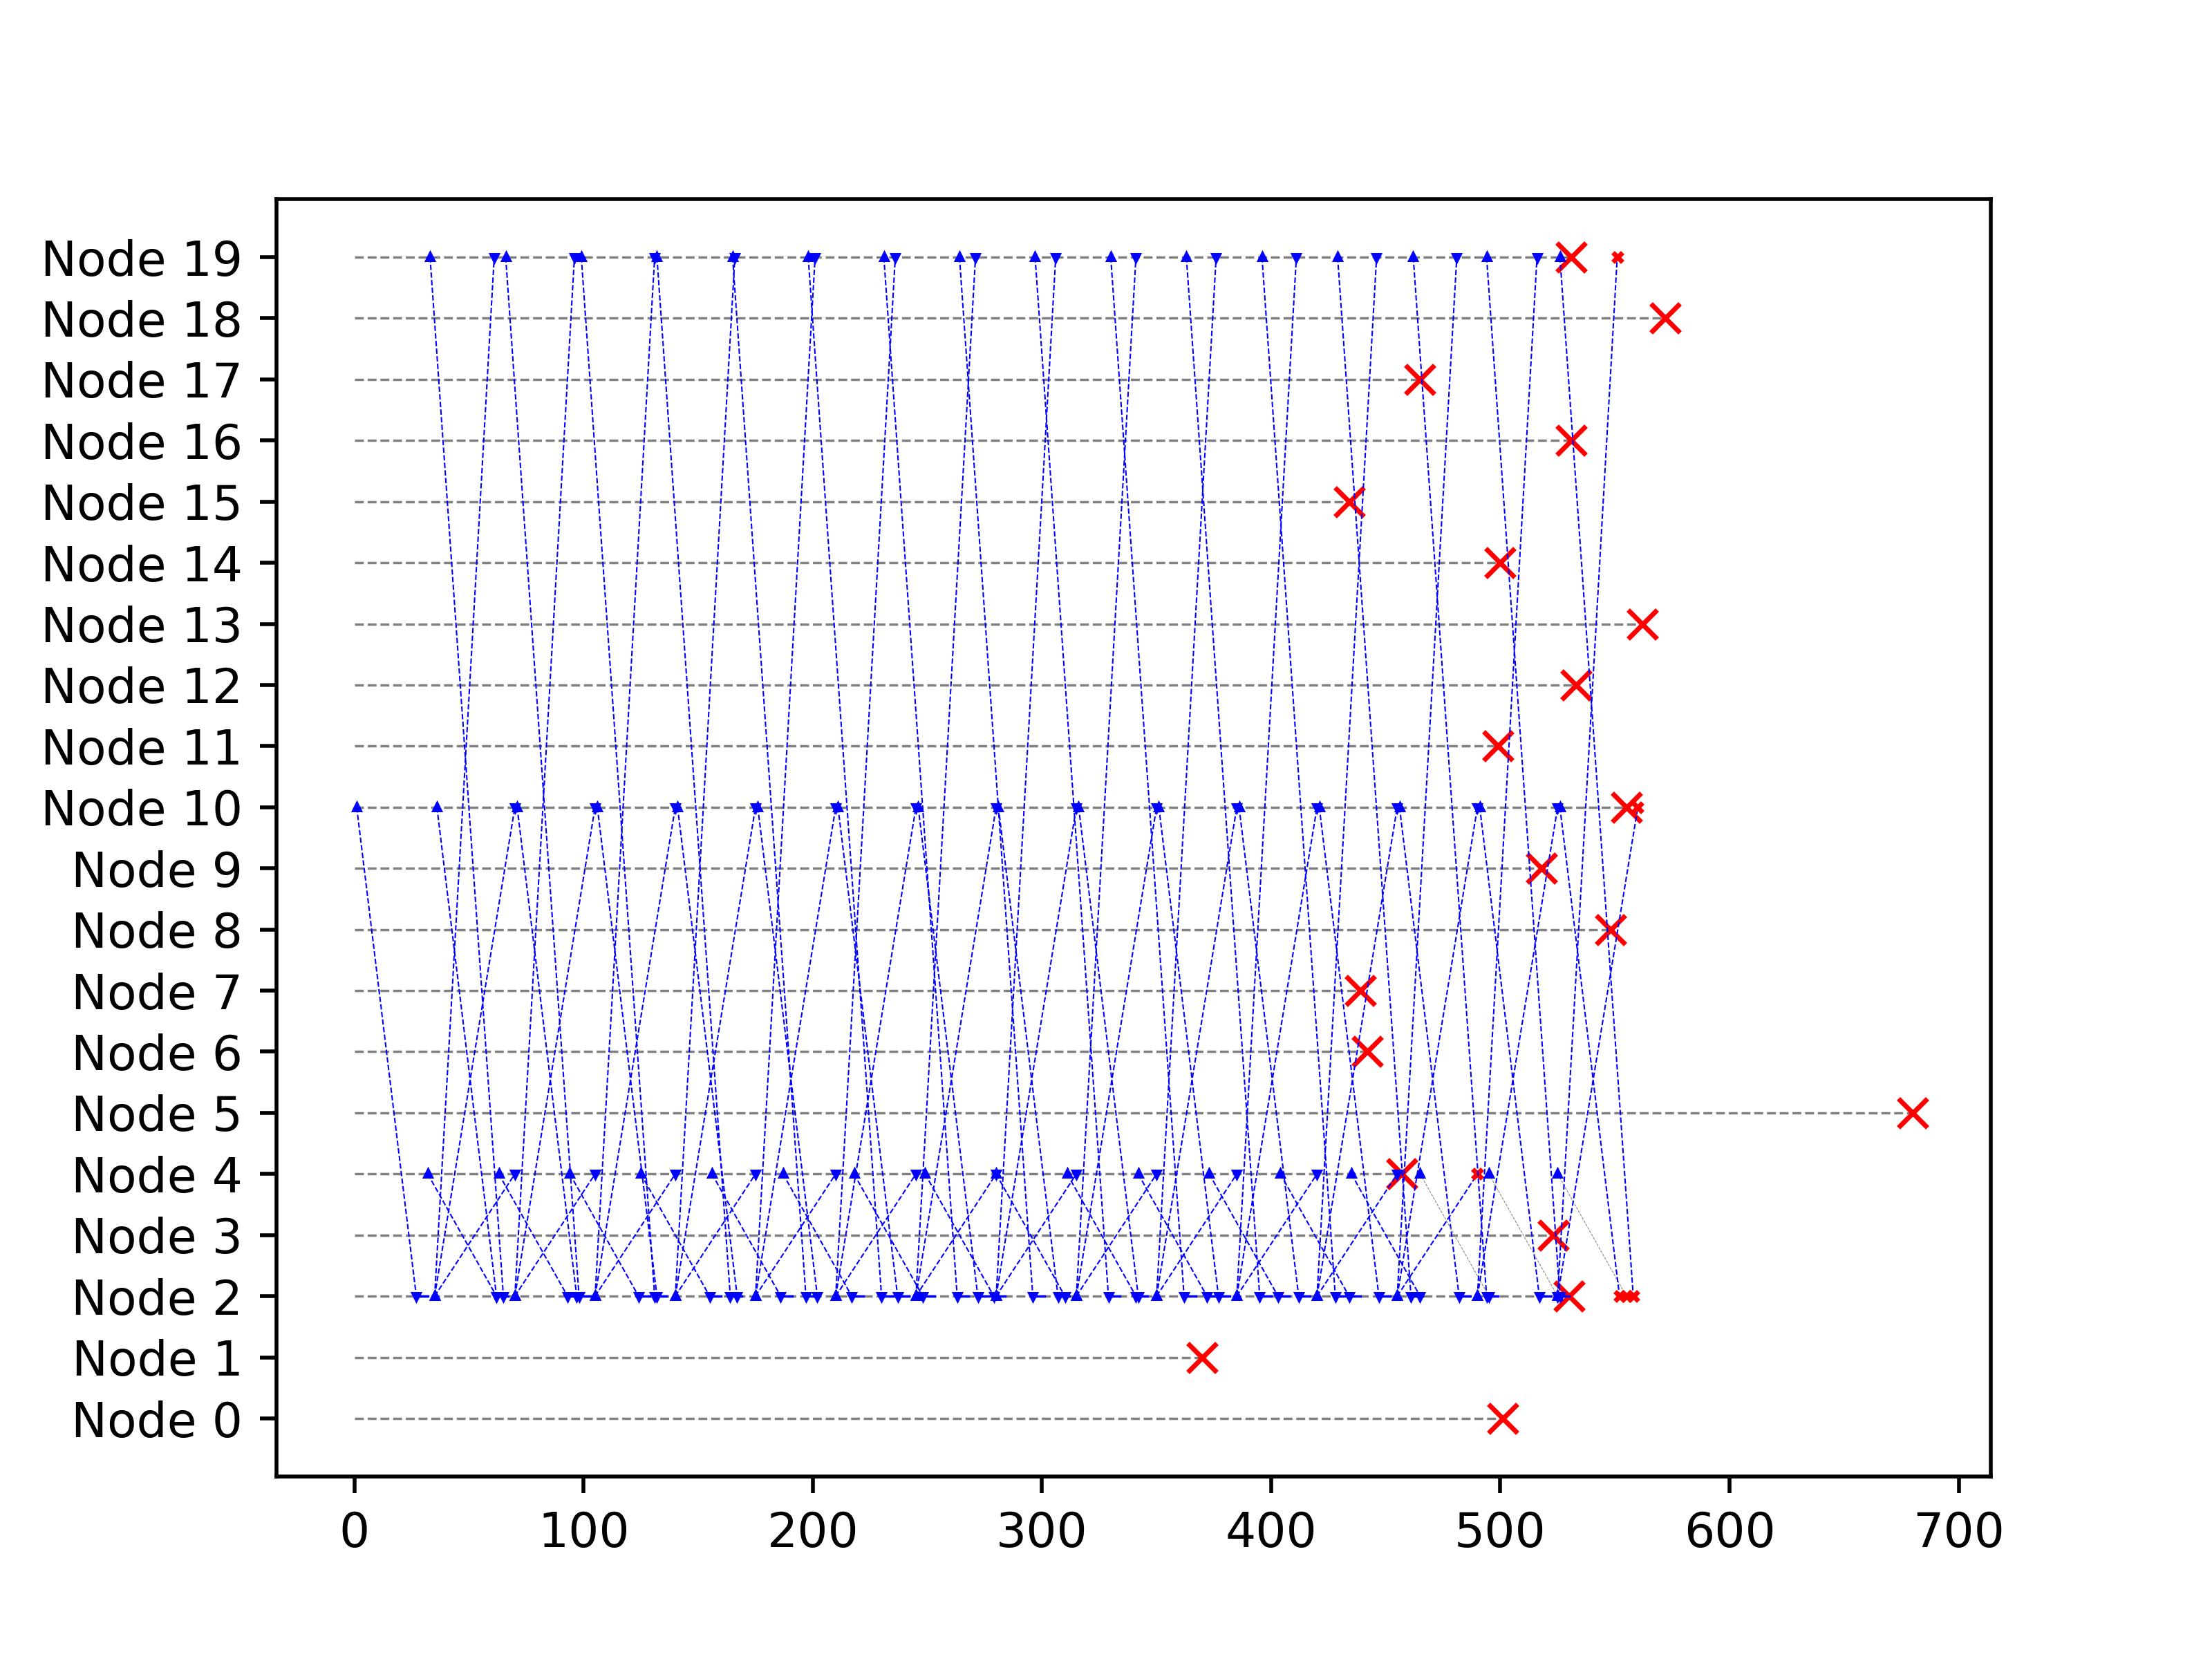 Node 19
Node 18
Node 17
Node 16
Node 15
Node 14
Node 13
Node 12
Node 11
Node 10
Node 9
Node 8
Node 7
Node 6
Node 5
Node 4
Node 3
Node 2
Node 1
Node 0
0 100 200 300 400 500 600 700